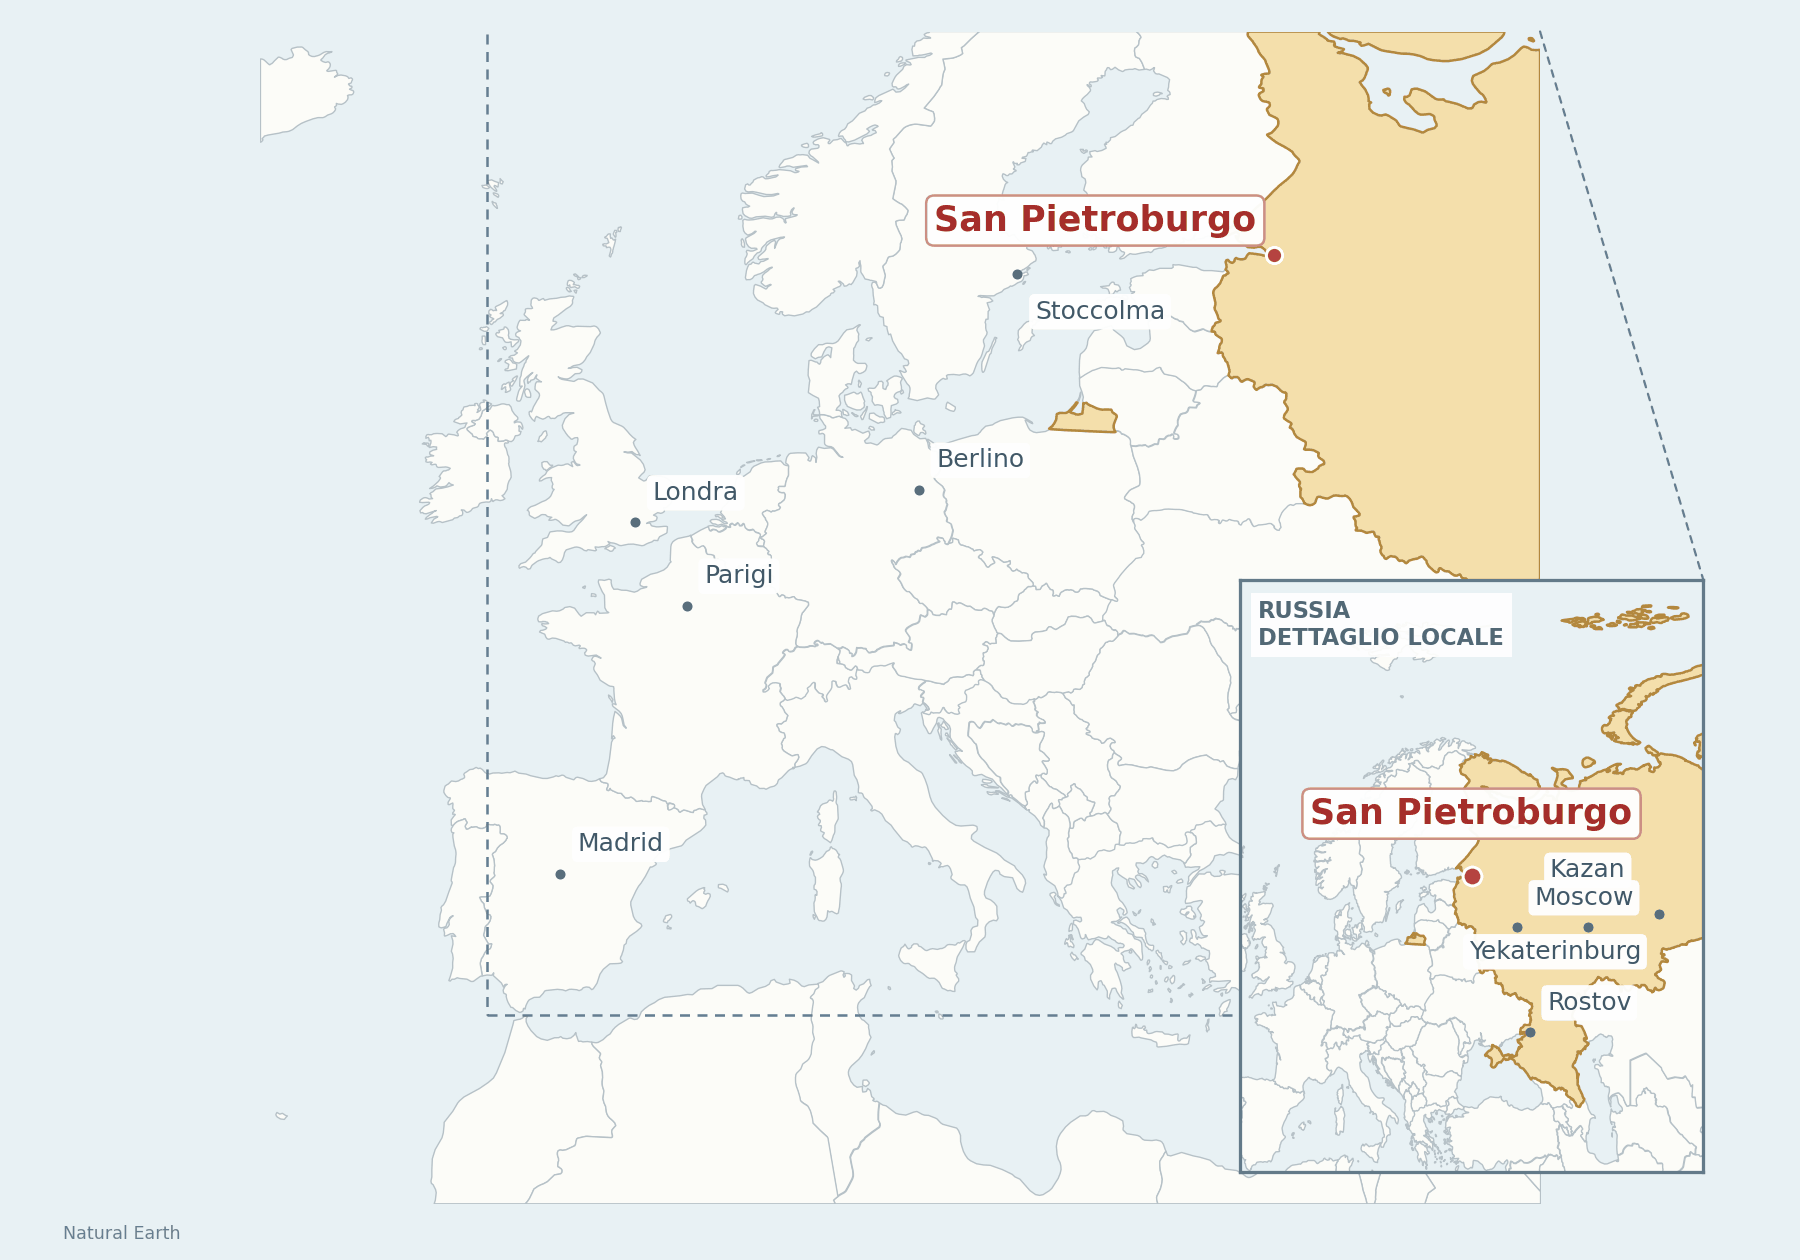 San Pietroburgo
Stoccolma
Berlino
Londra
Parigi
Madrid
RUSSIA
DETTAGLIO LOCALE
San Pietroburgo
Kazan
Moscow
Yekaterinburg
Rostov
Natural Earth